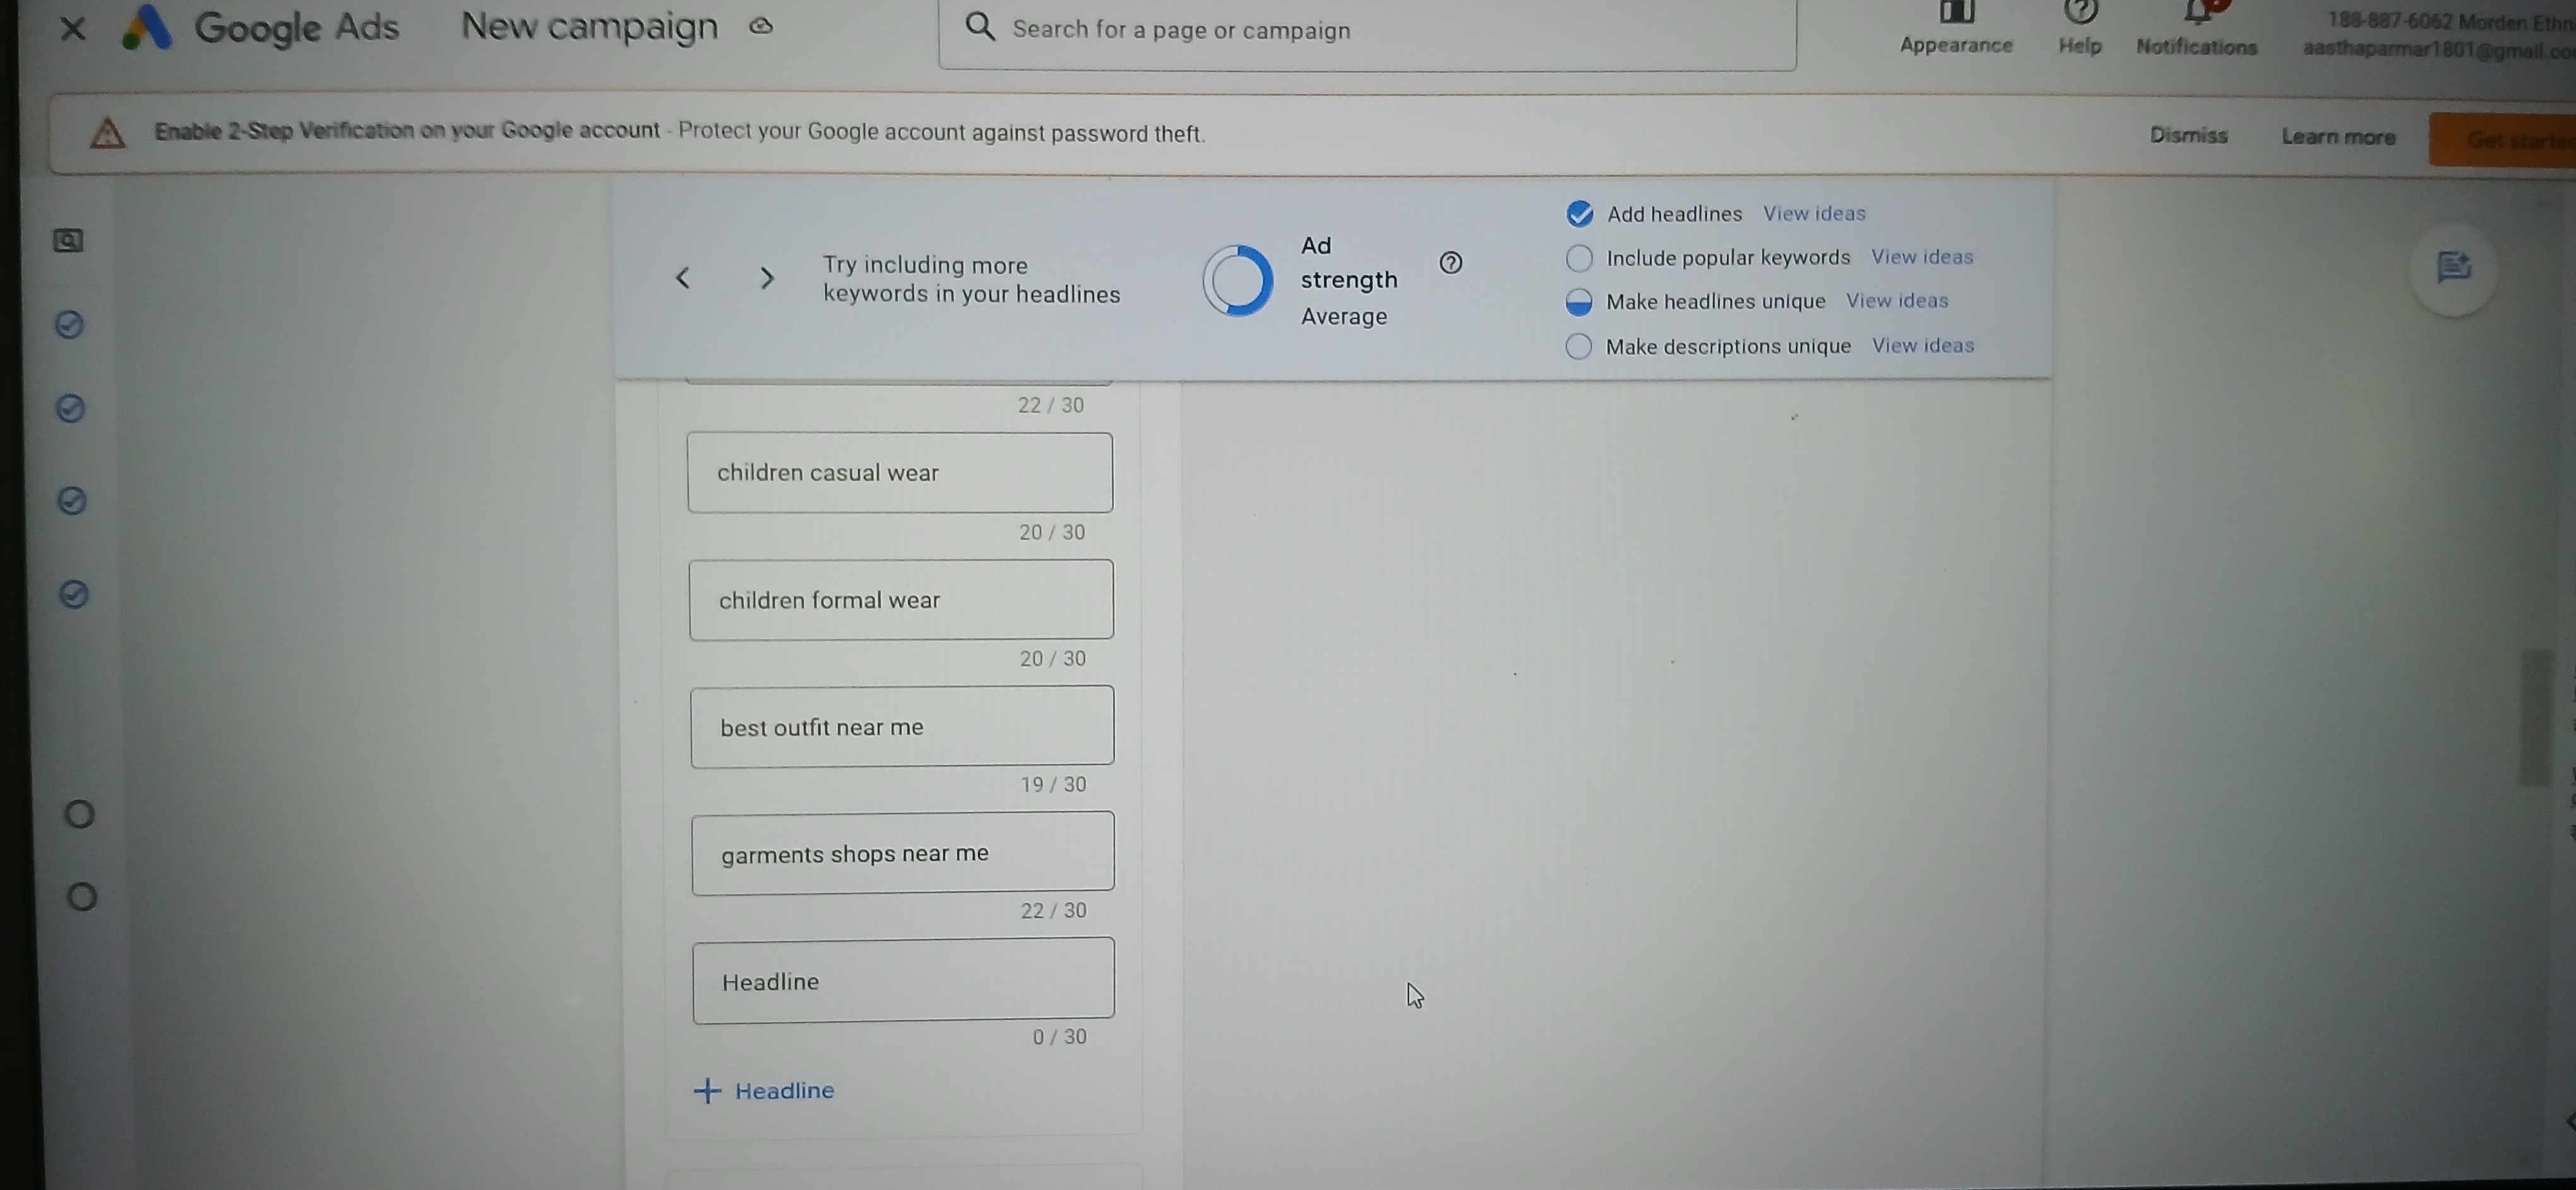 Google Ads New campaign
Search for a page or campaign
Appearance
Help
Notifications
188-887-6062 Morden
aasthaparmar1801@gmail.co
Enable 2-Step Verification on your Google account - Protect your Google account against password theft.
Dismiss
Learn more
Get
Try including more
keywords in your headlines
Ad
strength
Average
Add headlines View ideas
Include popular keywords View ideas
Make headlines unique View ideas
Make descriptions unique View ideas
22 / 30
children casual wear
20 / 30
children formal wear
20 / 30
best outfit near me
19 / 30
garments shops near me
22 / 30
Headline
0 / 30
+ Headline